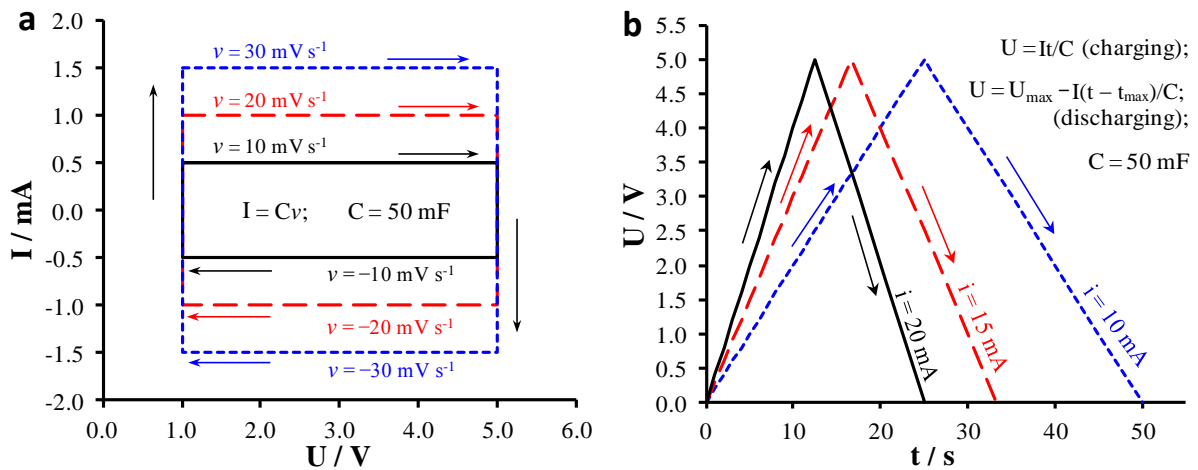 a
2.0
1.5
1.0
0.5
0.0
-0.5
-1.0
-1.5
-2.0
I / mA
v = 30 mV s-1
v = 20 mV s-1
v = 10 mV s-1
I = Cv; C = 50 mF
v = −10 mV s-1
v = −20 mV s-1
v = −30 mV s-1
0.0 1.0 2.0 3.0 4.0 5.0 6.0
U / V
b
5.0
4.5
4.0
3.5
3.0
2.5
2.0
1.5
1.0
0.5
0.0
U / V
U = It/C (charging);
U = Umax −I(t − tmax)/C;
(discharging);
C = 50 mF
i = 20 mA
i = 15 mA
i = 10 mA
0 10 20 30 40 50
t / s